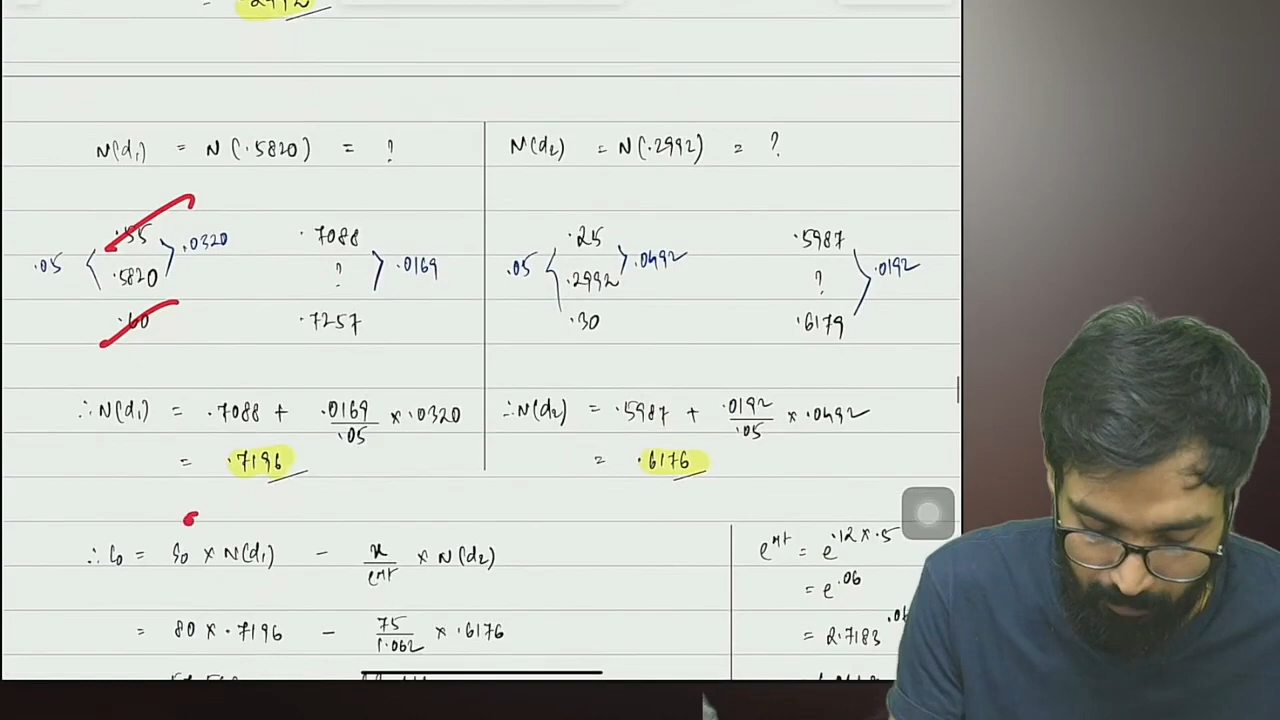 = .2992
N(d1) = N(.5820) = ?
.55
.0320
.05
.5820
.60
.7088
?
.0169
.7257
∴ N(d1) = .7088 + .0169/.05 × .0320
= .7196
N(d2) = N(.2992) = ?
.25
.0492
.05
.2992
.30
.5987
?
.0192
.6179
∴ N(d2) = .5987 + .0192/.05 × .0492
= .6176
∴ C0 = S0 × N(d1) - x/e^rt × N(d2)
= 80 × .7196 - 75/1.062 × .6176
e^rt = e^.12×.5
= e^.06
= 2.7183